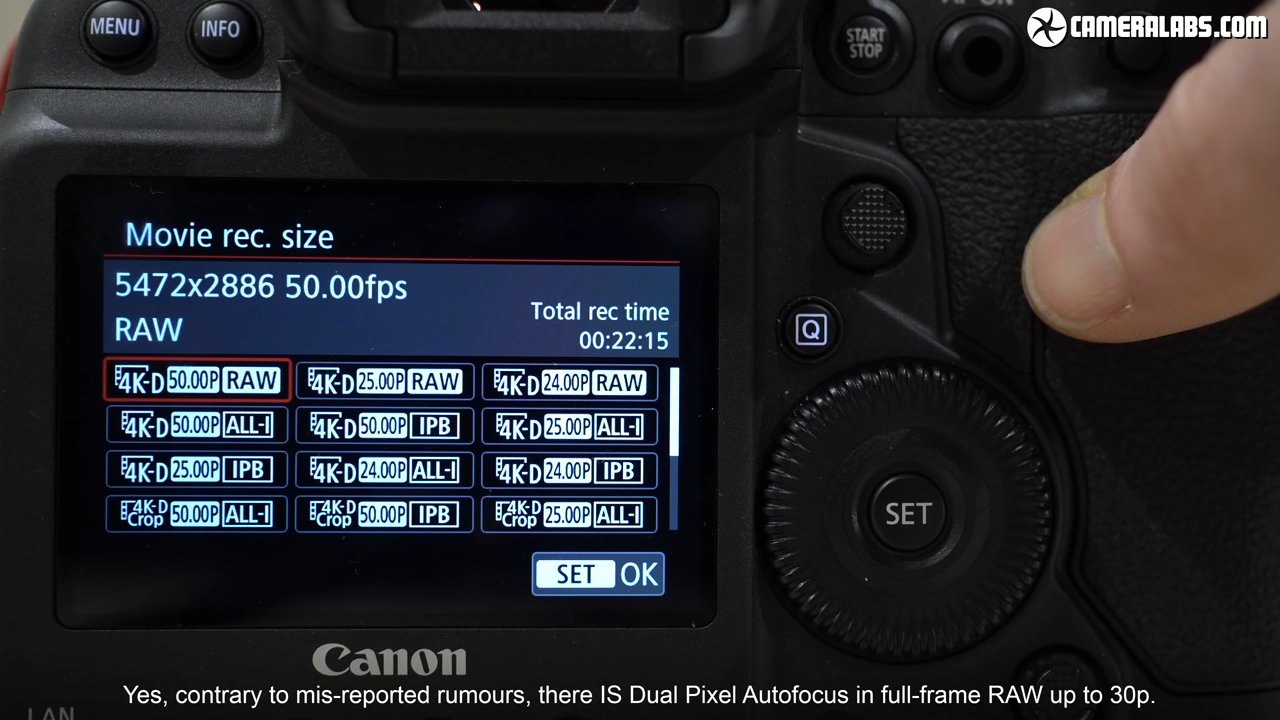 MENU
INFO
START
STOP
AF-ON
CAMERALABS.COM
Movie rec. size
5472x2886 50.00fps
RAW
Total rec time
00:22:15
4K-D 50.00P RAW
4K-D 25.00P RAW
4K-D 24.00P RAW
4K-D 50.00P ALL-I
4K-D 50.00P IPB
4K-D 25.00P ALL-I
4K-D 25.00P IPB
4K-D 24.00P ALL-I
4K-D 24.00P IPB
4K-D Crop 50.00P ALL-I
4K-D Crop 50.00P IPB
4K-D Crop 25.00P ALL-I
SET OK
Q
SET
Canon
Yes, contrary to mis-reported rumours, there IS Dual Pixel Autofocus in full-frame RAW up to 30p.
LAN